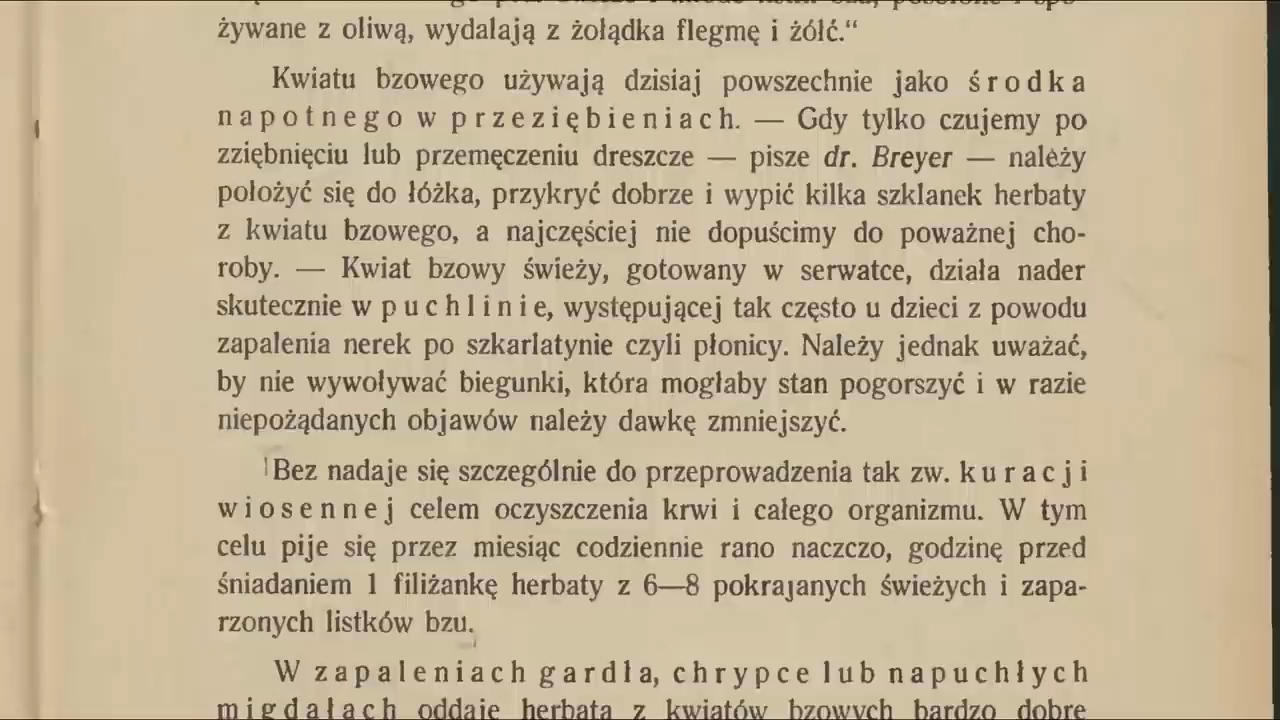 żywane z oliwą, wydalają z żołądka flegmę i żółć.“
Kwiatu bzowego używają dzisiaj powszechnie jako środka
napotnego w przeziębieniach. — Gdy tylko czujemy po
zziębnięciu lub przemęczeniu dreszcze — pisze dr. Breyer — należy
położyć się do łóżka, przykryć dobrze i wypić kilka szklanek herbaty
z kwiatu bzowego, a najczęściej nie dopuścimy do poważnej cho-
roby. — Kwiat bzowy świeży, gotowany w serwatce, działa nader
skutecznie w puchlinie, występującej tak często u dzieci z powodu
zapalenia nerek po szkarlatynie czyli płonicy. Należy jednak uważać,
by nie wywoływać biegunki, która mogłaby stan pogorszyć i w razie
niepożądanych objawów należy dawkę zmniejszyć.
Bez nadaje się szczególnie do przeprowadzenia tak zw. kuracji
wiosennej celem oczyszczenia krwi i całego organizmu. W tym
celu pije się przez miesiąc codziennie rano naczczo, godzinę przed
śniadaniem 1 filiżankę herbaty z 6—8 pokrajanych świeżych i zapa-
rzonych listków bzu.
W zapaleniach gardła, chrypce lub napuchłych
migdałach oddaje herbata z kwiatów bzowych bardzo dobre